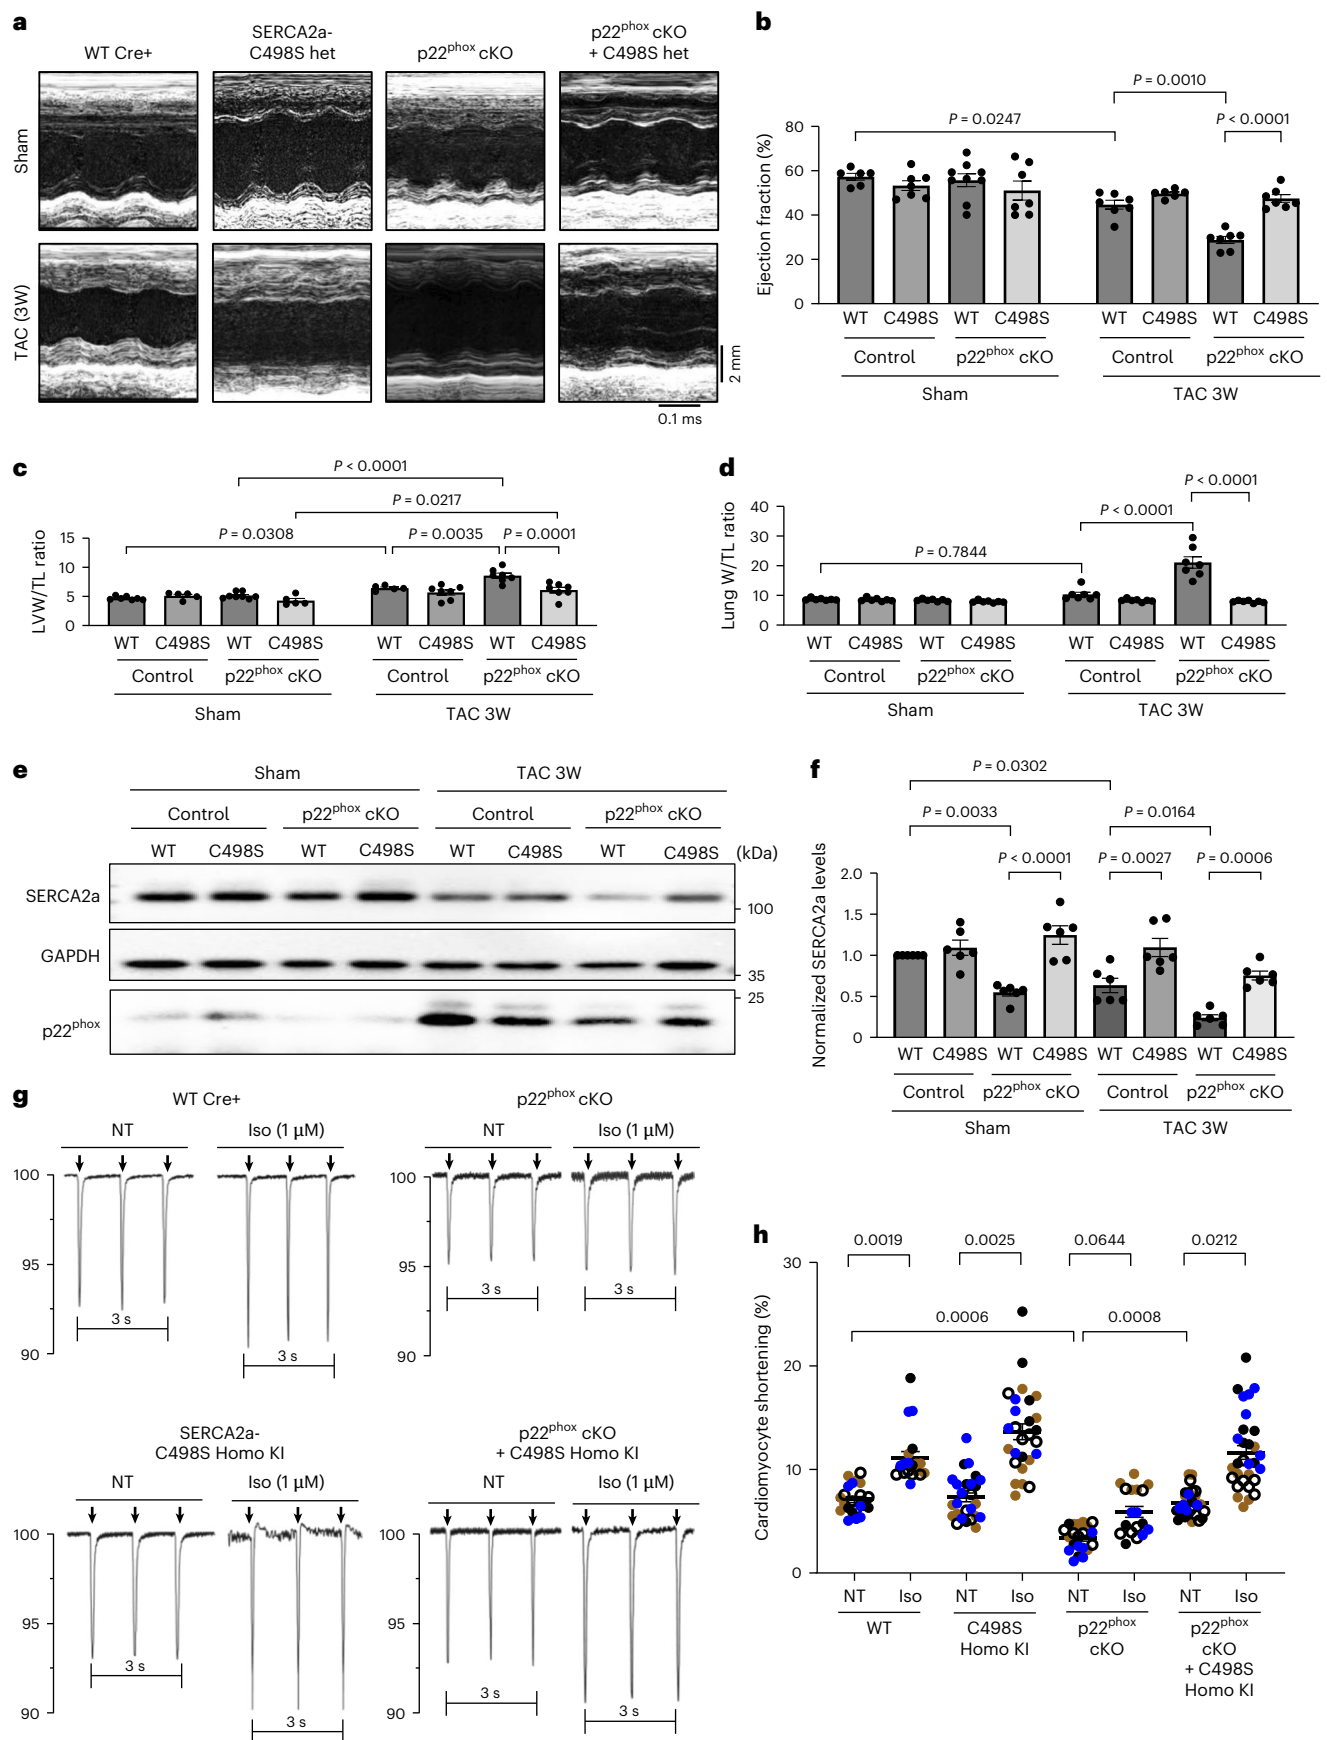 a
WT Cre+
SERCA2a-
C498S het
p22phox cKO
p22phox cKO
+ C498S het
Sham
TAC (3W)
2 mm
0.1 ms
b
P = 0.0010
P = 0.0247
P < 0.0001
Ejection fraction (%)
80
60
40
20
0
WT C498S WT C498S WT C498S WT C498S
Control p22phox cKO Control p22phox cKO
Sham TAC 3W
c
P < 0.0001
P = 0.0217
P = 0.0308 P = 0.0035 P = 0.0001
LVW/TL ratio
15
10
5
0
WT C498S WT C498S WT C498S WT C498S
Control p22phox cKO Control p22phox cKO
Sham TAC 3W
d
P < 0.0001
P < 0.0001
P = 0.7844
Lung W/TL ratio
40
30
20
10
0
WT C498S WT C498S WT C498S WT C498S
Control p22phox cKO Control p22phox cKO
Sham TAC 3W
e
Sham TAC 3W
Control p22phox cKO Control p22phox cKO
WT C498S WT C498S WT C498S WT C498S (kDa)
SERCA2a
100
GAPDH
35
25
p22phox
f
P = 0.0302
P = 0.0033 P = 0.0164
P < 0.0001 P = 0.0027 P = 0.0006
Normalized SERCA2a levels
2.0
1.5
1.0
0.5
0
WT C498S WT C498S WT C498S WT C498S
Control p22phox cKO Control p22phox cKO
Sham TAC 3W
g
WT Cre+
NT Iso (1 µM)
100
95
90
3 s
3 s
p22phox cKO
NT Iso (1 µM)
100
95
90
3 s 3 s
SERCA2a-
C498S Homo KI
NT Iso (1 µM)
100
95
90
3 s
3 s
p22phox cKO
+ C498S Homo KI
NT Iso (1 µM)
100
95
90
3 s
3 s
h
0.0019 0.0025 0.0644 0.0212
0.0006 0.0008
Cardiomyocyte shortening (%)
30
20
10
0
NT Iso NT Iso NT Iso NT Iso
WT
C498S
Homo KI
p22phox
cKO
p22phox
cKO
+ C498S
Homo KI